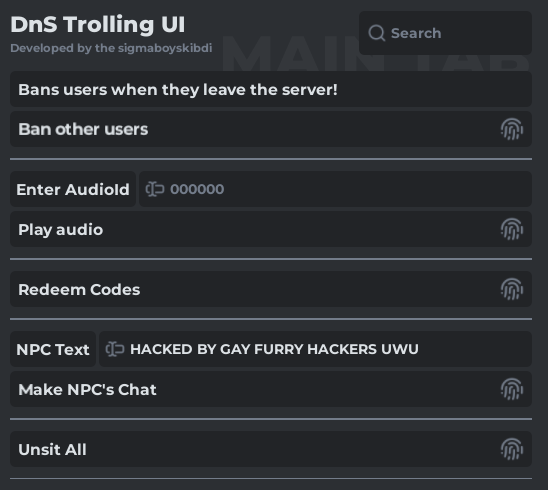 DnS Trolling UI
Search
Developed by the sigmaboyskibdi
MAIN TAB
Bans users when they leave the server!
Ban other users
Enter AudioId
000000
Play audio
Redeem Codes
NPC Text
HACKED BY GAY FURRY HACKERS UWU
Make NPC's Chat
Unsit All